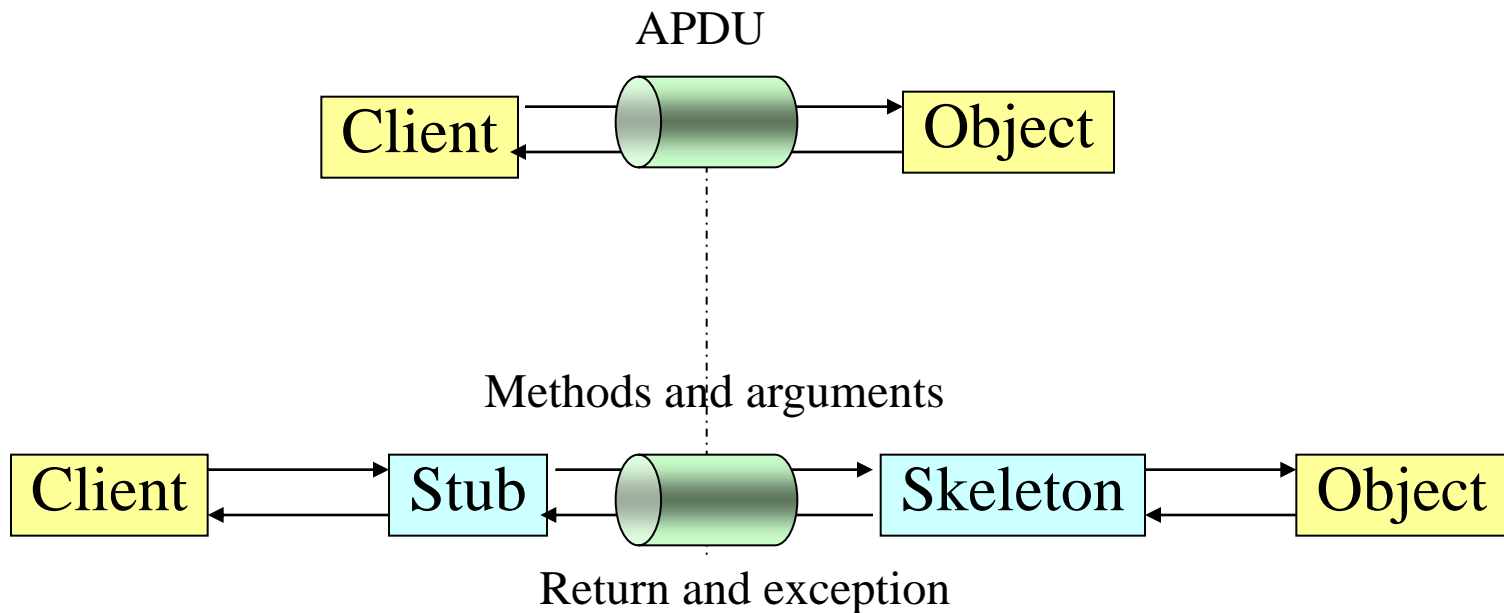 APDU
Client
Object
Methods and arguments
Client
Stub
Skeleton
Object
Return and exception